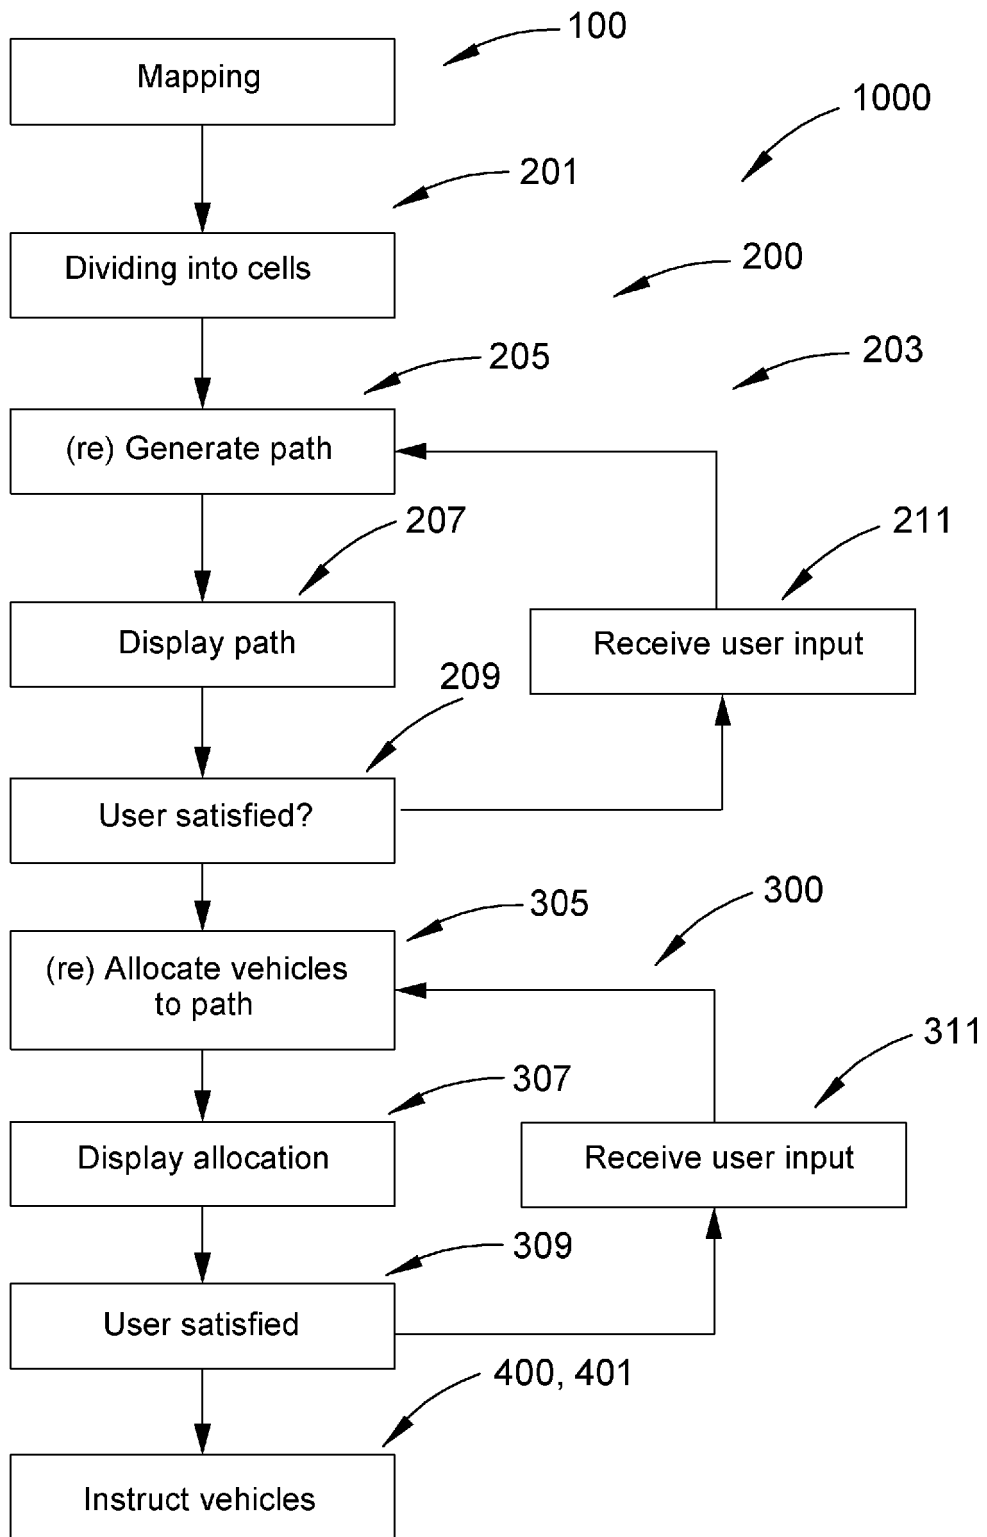 100
Mapping
1000
201
200
Dividing into cells
205
203
(re) Generate path
207
211
Display path
Receive user input
209
User satisfied?
300
305
(re) Allocate vehicles
to path
311
307
Display allocation
Receive user input
309
User satisfied
400, 401
Instruct vehicles